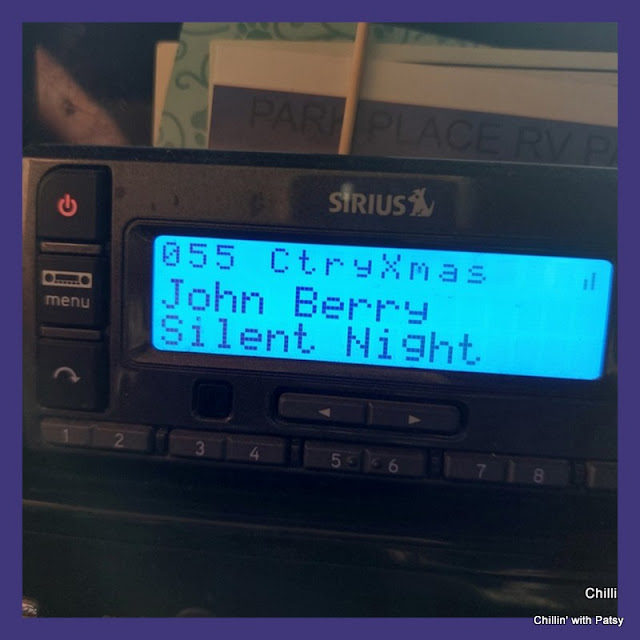 PARK PLACE RV PA
SIRIUS
055 CtryXmas
John Berry
Silent Night
menu
1 2 3 4 5 6 7 8
Chilli
Chillin' with Patsy